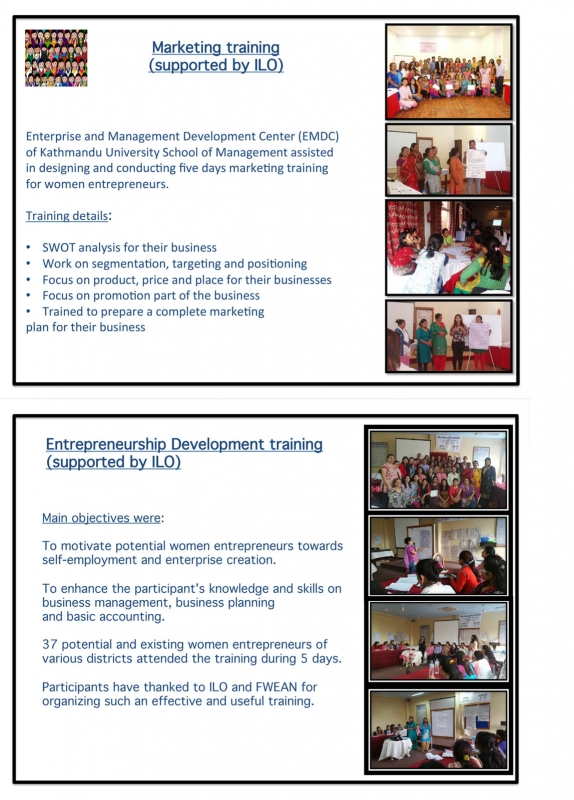 Marketing training
(supported by ILO)
Enterprise and Management Development Center (EMDC)
of Kathmandu University School of Management assisted
in designing and conducting five days marketing training
for women entrepreneurs.
Training details:
• SWOT analysis for their business
• Work on segmentation, targeting and positioning
• Focus on product, price and place for their businesses
• Focus on promotion part of the business
• Trained to prepare a complete marketing
plan for their business
Entrepreneurship Development training
(supported by ILO)
Main objectives were:
To motivate potential women entrepreneurs towards
self-employment and enterprise creation.
To enhance the participant's knowledge and skills on
business management, business planning
and basic accounting.
37 potential and existing women entrepreneurs of
various districts attended the training during 5 days.
Participants have thanked to ILO and FWEAN for
organizing such an effective and useful training.